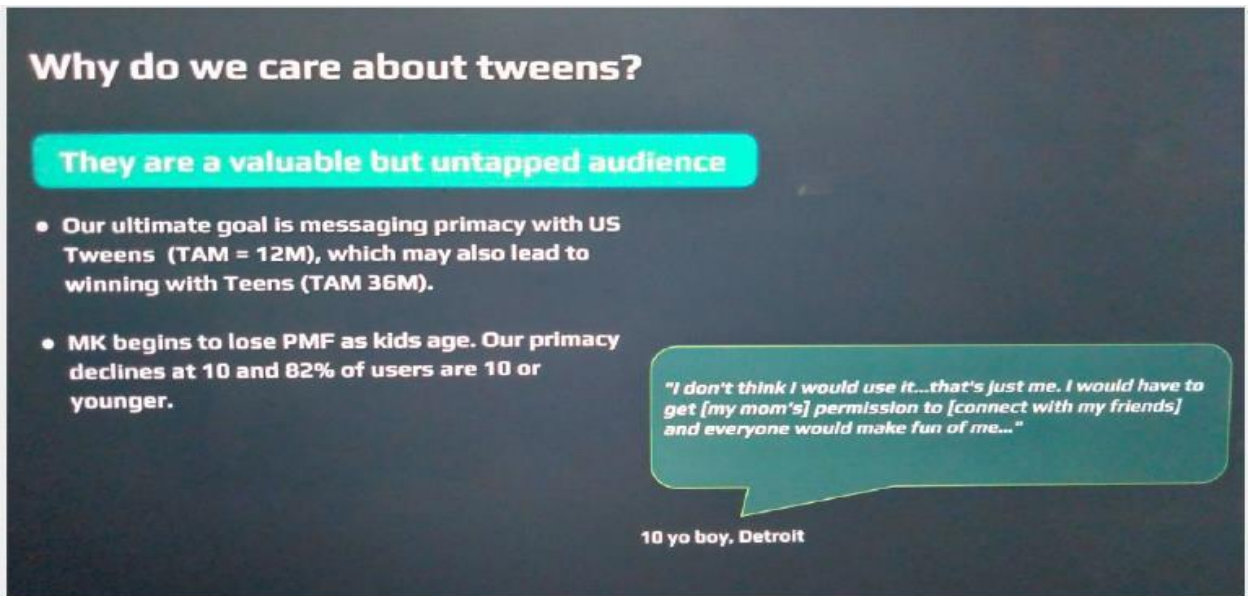 Why do we care about tweens?
They are a valuable but untapped audience
• Our ultimate goal is messaging primacy with US
Tweens (TAM = 12M), which may also lead to
winning with Teens (TAM 36M).
• MK begins to lose PMF as kids age. Our primacy
declines at 10 and 82% of users are 10 or
younger.
"I don't think I would use it...that's just me. I would have to
get [my mom's] permission to [connect with my friends]
and everyone would make fun of me..."
10 yo boy, Detroit